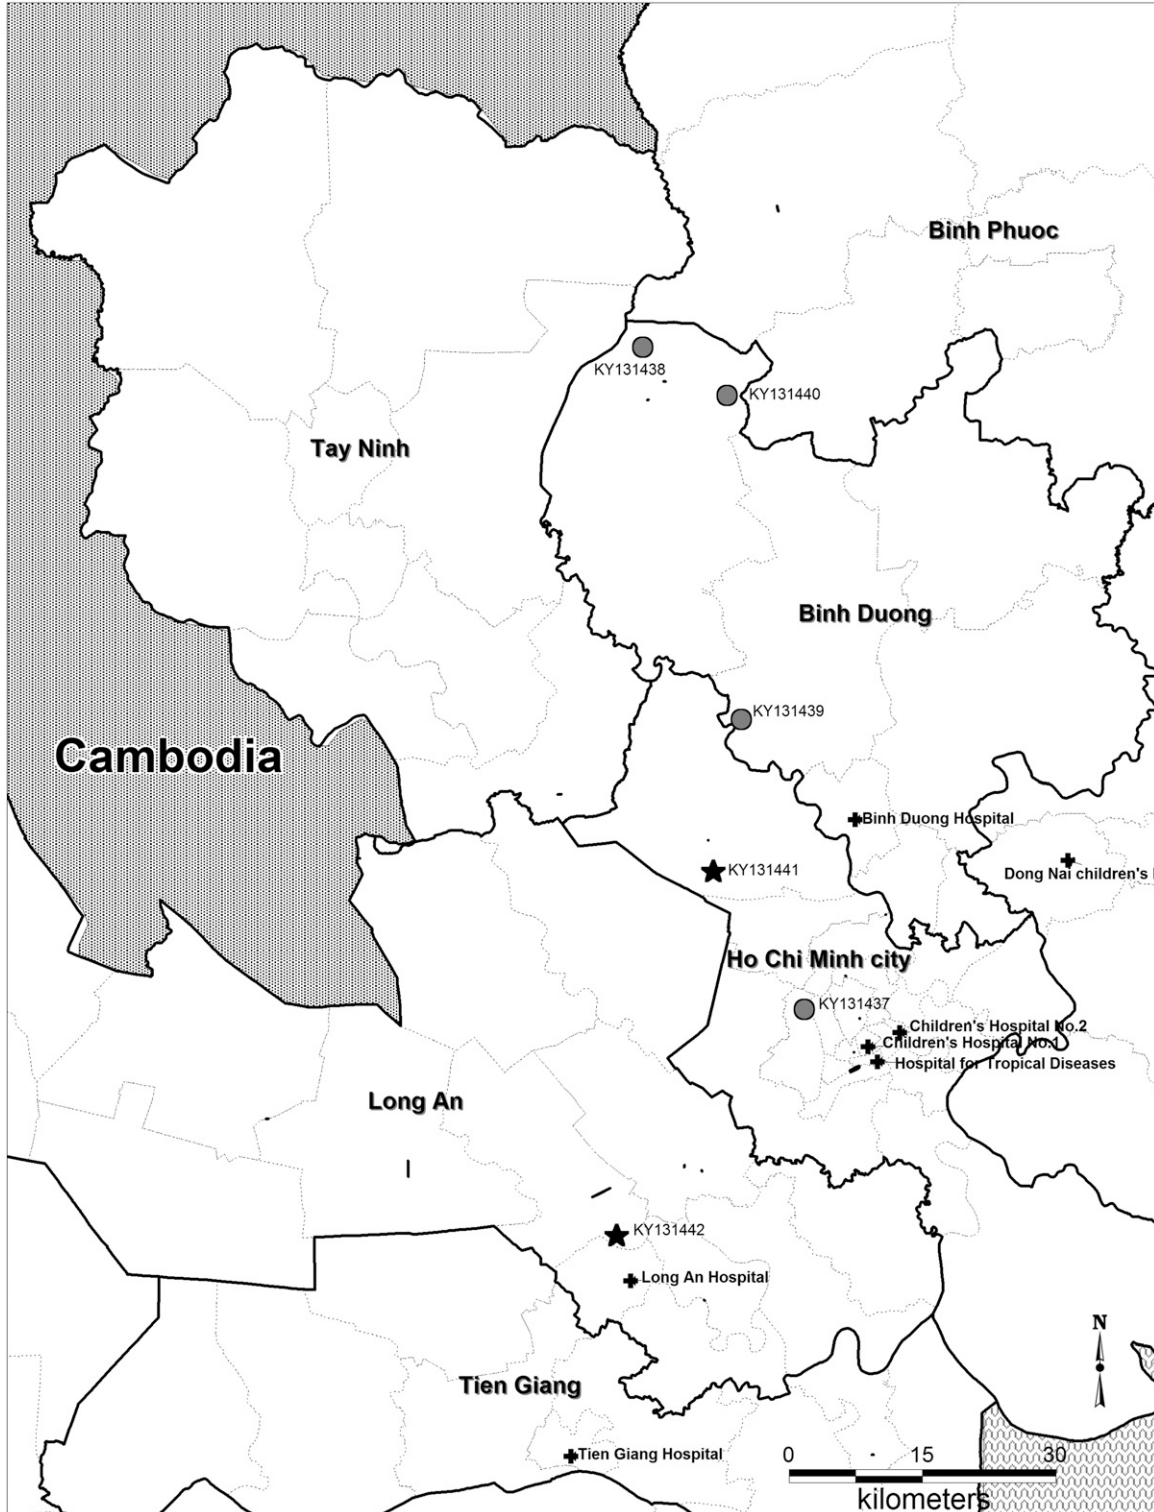 Binh Phuoc
KY131438
KY131440
Tay Ninh
Binh Duong
KY131439
Cambodia
Binh Duong Hospital
KY131441
Dong Nai children's
Ho Chi Minh city
KY131437
Children's Hospital No.2
Children's Hospital No.1
Hospital for Tropical Diseases
Long An
KY131442
Long An Hospital
N
Tien Giang
Tien Giang Hospital
0 15 30
kilometers